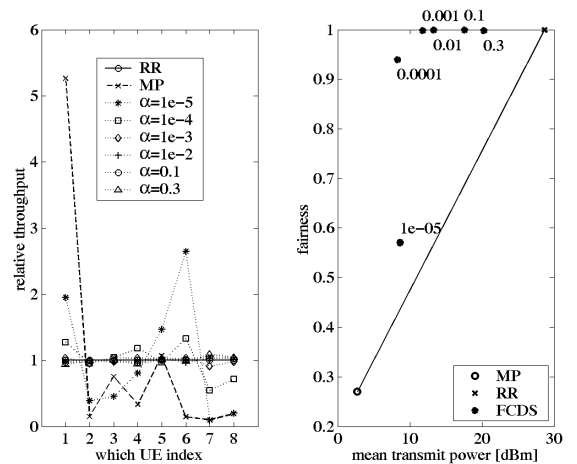 7
6
5
4
3
2
1
0
relative throughput
1 2 3 4 5 6 7 8
which UE index
RR
MP
α=1e−5
α=1e−4
α=1e−3
α=1e−2
α=0.1
α=0.3
1
0.9
0.8
0.7
0.6
0.5
0.4
0.3
0.2
fairness
0.001 0.1
0.01 0.3
0.0001
1e−05
MP
RR
FCDS
0 10 20 30
mean transmit power [dBm]